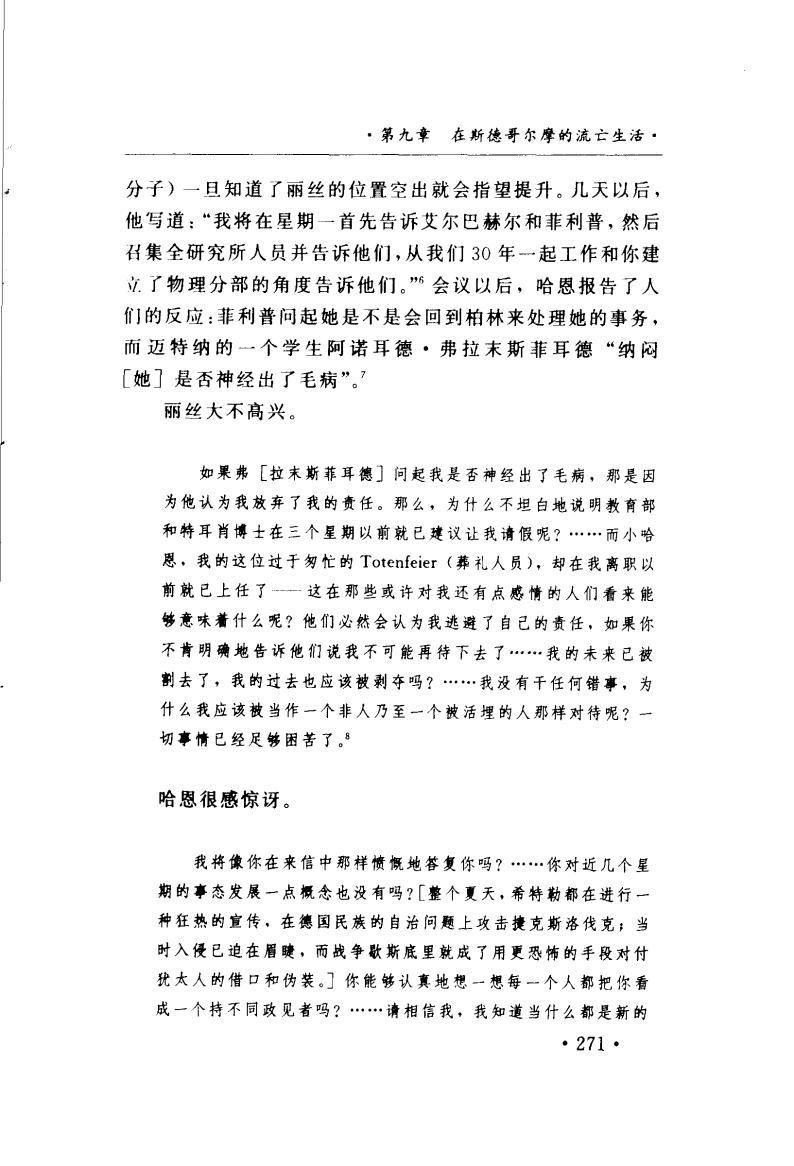 ·第九章　在斯德哥尔摩的流亡生活·
分子）一旦知道了丽丝的位置空出就会指望提升。几天以后，
他写道：“我将在星期一首先告诉艾尔巴赫尔和菲利普，然后
召集全研究所人员并告诉他们，从我们 30 年一起工作和你建
立了物理分部的角度告诉他们。”⁶ 会议以后，哈恩报告了人
们的反应：菲利普问起她是不是会回到柏林来处理她的事务，
而迈特纳的一个学生阿诺耳德·弗拉末斯菲耳德“纳闷
［她］是否神经出了毛病”。⁷
丽丝大不高兴。
如果弗［拉末斯菲耳德］问起我是否神经出了毛病，那是因
为他认为我放弃了我的责任。那么，为什么不坦白地说明教育部
和特耳肖博士在三个星期以前就已建议让我请假呢？……而小哈
恩，我的这位过于匆忙的 Totenfeier（葬礼人员），却在我离职以
前就已上任了——这在那些或许对我还有点感情的人们看来能
够意味着什么呢？他们必然会认为我逃避了自己的责任，如果你
不肯明确地告诉他们说我不可能再待下去了……我的未来已被
割去了，我的过去也应该被剥夺吗？……我没有干任何错事，为
什么我应该被当作一个非人乃至一个被活埋的人那样对待呢？一
切事情已经足够困苦了。⁸
哈恩很感惊讶。
我将像你在来信中那样愤慨地答复你吗？……你对近几个星
期的事态发展一点概念也没有吗？［整个夏天，希特勒都在进行一
种狂热的宣传，在德国民族的自治问题上攻击捷克斯洛伐克；当
时入侵已迫在眉睫，而战争歇斯底里就成了用更恐怖的手段对付
犹太人的借口和伪装。］你能够认真地想一想每一个人都把你看
成一个持不同政见者吗？……请相信我，我知道当什么都是新的
·271·